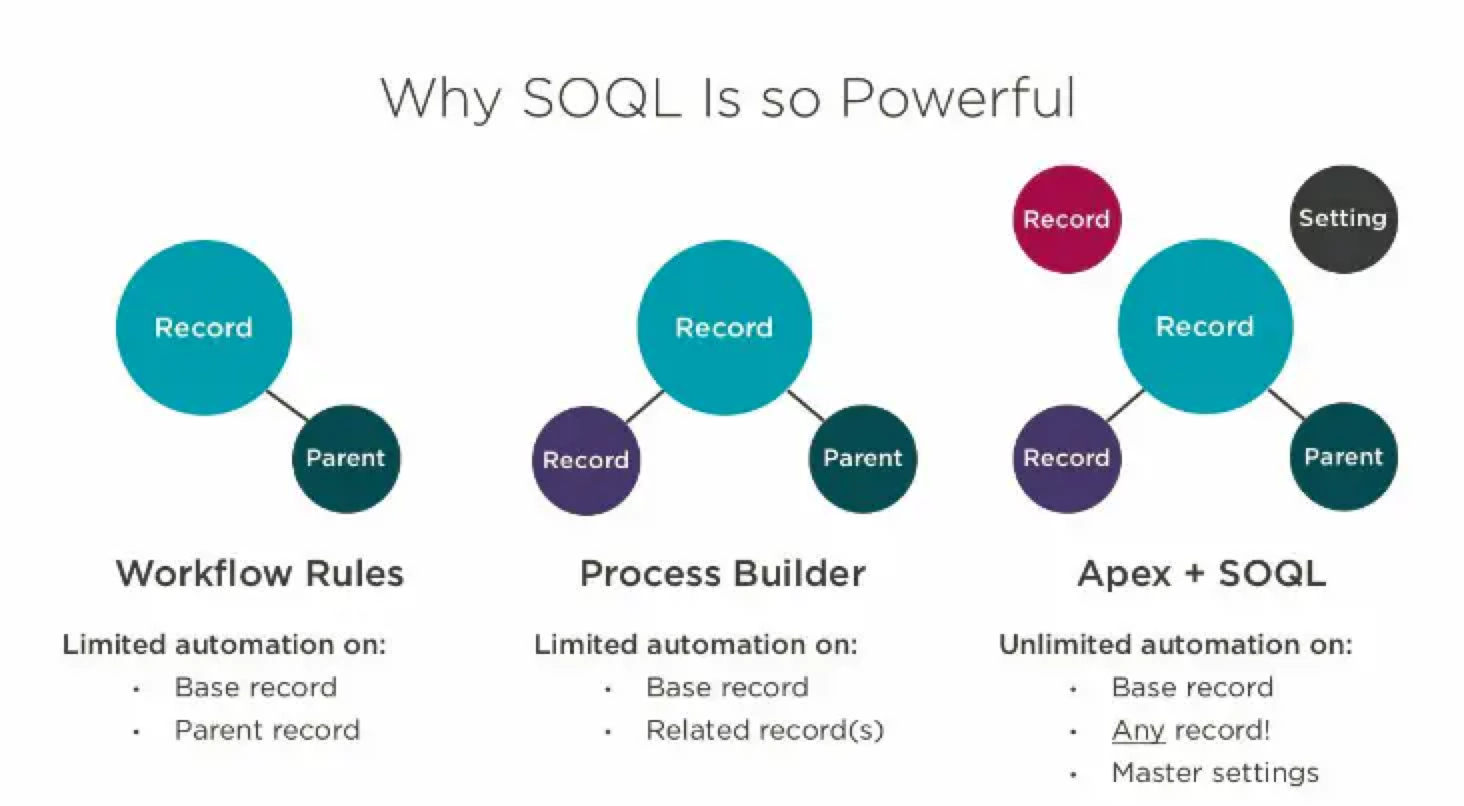 Why SOQL Is so Powerful
Record
Parent
Workflow Rules
Limited automation on:
· Base record
· Parent record
Record
Record
Parent
Process Builder
Limited automation on:
· Base record
· Related record(s)
Record
Setting
Record
Record
Parent
Apex + SOQL
Unlimited automation on:
· Base record
· Any record!
· Master settings